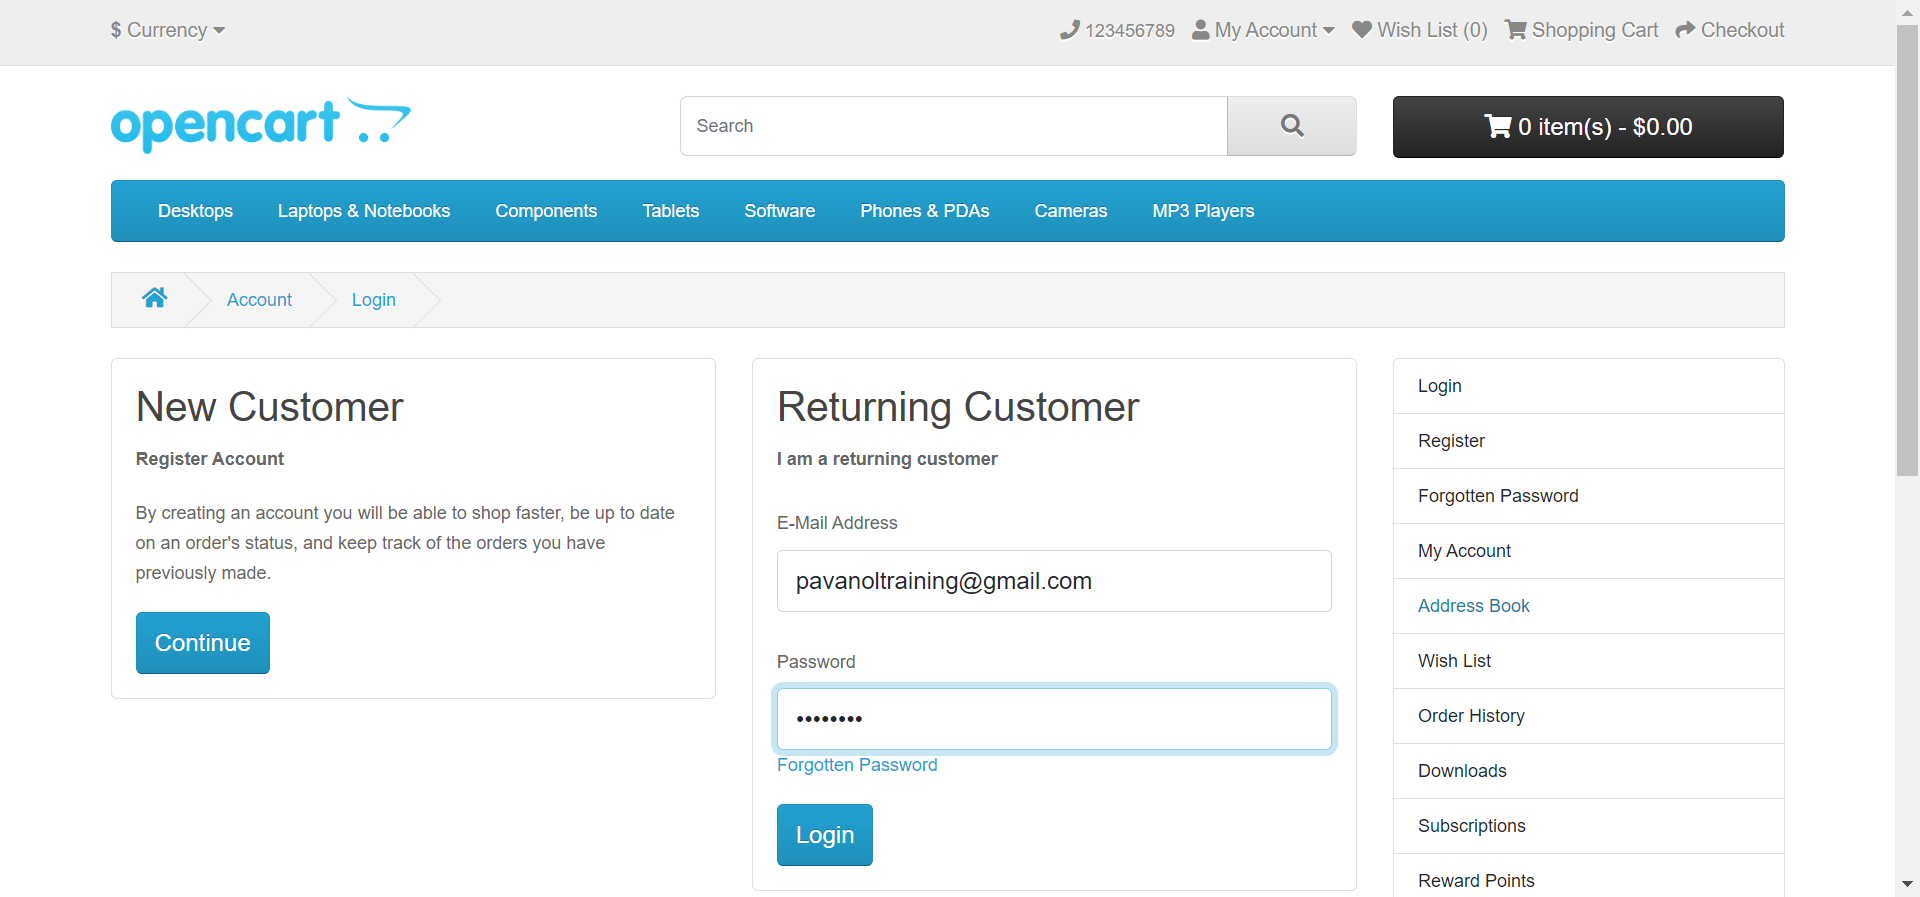 $ Currency
123456789 My Account Wish List (0) Shopping Cart Checkout
opencart
Search
0 item(s) - $0.00
Desktops Laptops & Notebooks Components Tablets Software Phones & PDAs Cameras MP3 Players
Account Login
New Customer
Register Account
By creating an account you will be able to shop faster, be up to date
on an order's status, and keep track of the orders you have
previously made.
Continue
Returning Customer
I am a returning customer
E-Mail Address
pavanoltraining@gmail.com
Password
••••••••
Forgotten Password
Login
Login
Register
Forgotten Password
My Account
Address Book
Wish List
Order History
Downloads
Subscriptions
Reward Points